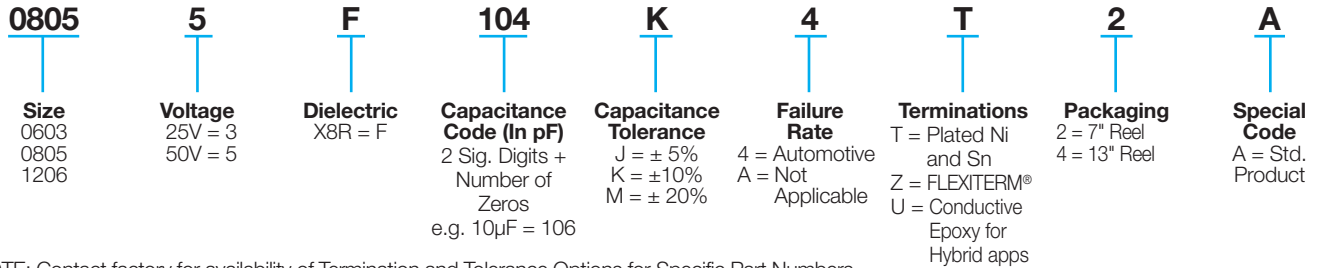 0805 5 F 104 K 4 T 2 A
Size
0603
0805
1206
Voltage
25V = 3
50V = 5
Dielectric
X8R = F
Capacitance
Code (In pF)
2 Sig. Digits +
Number of
Zeros
e.g. 10µF = 106
Capacitance
Tolerance
J = ± 5%
K = ±10%
M = ± 20%
Failure
Rate
4 = Automotive
A = Not
Applicable
Terminations
T = Plated Ni
and Sn
Z = FLEXITERM®
U = Conductive
Epoxy for
Hybrid apps
Packaging
2 = 7" Reel
4 = 13" Reel
Special
Code
A = Std.
Product
TE: Contact factory for availability of Termination and Tolerance Options for Specific Part Numbers